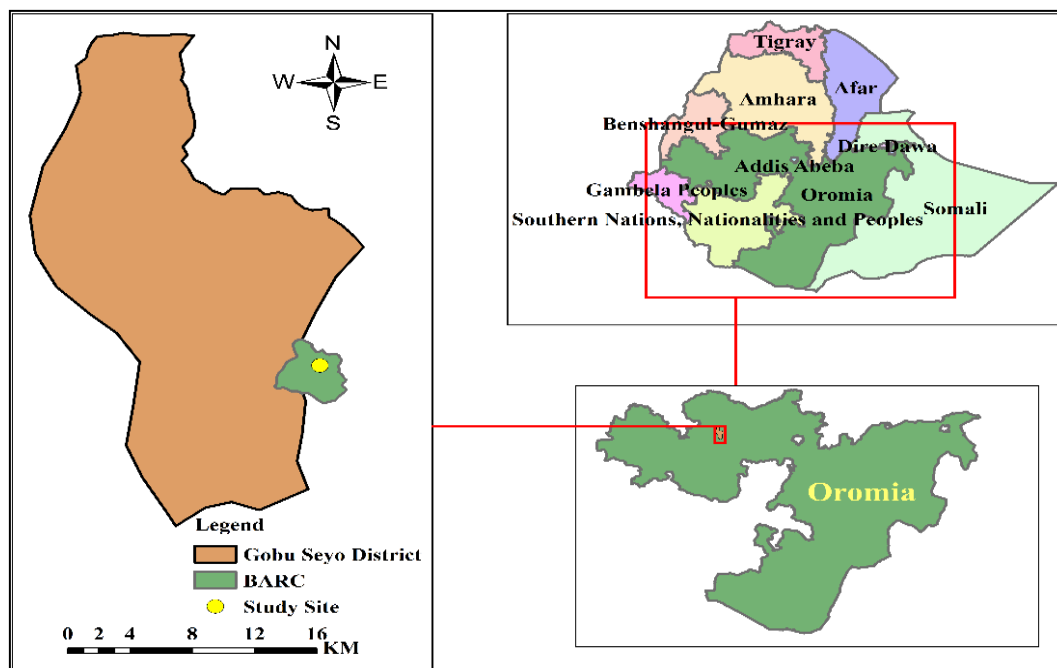 N
W E
S
Legend
Gobu Seyo District
BARC
Study Site
0 2 4 8 12 16
KM
Tigray
Afar
Amhara
Benshangul-Gumaz
Dire Dawa
Addis Abeba
Gambela Peoples
Oromia
Somali
Southern Nations, Nationalities and Peoples
Oromia